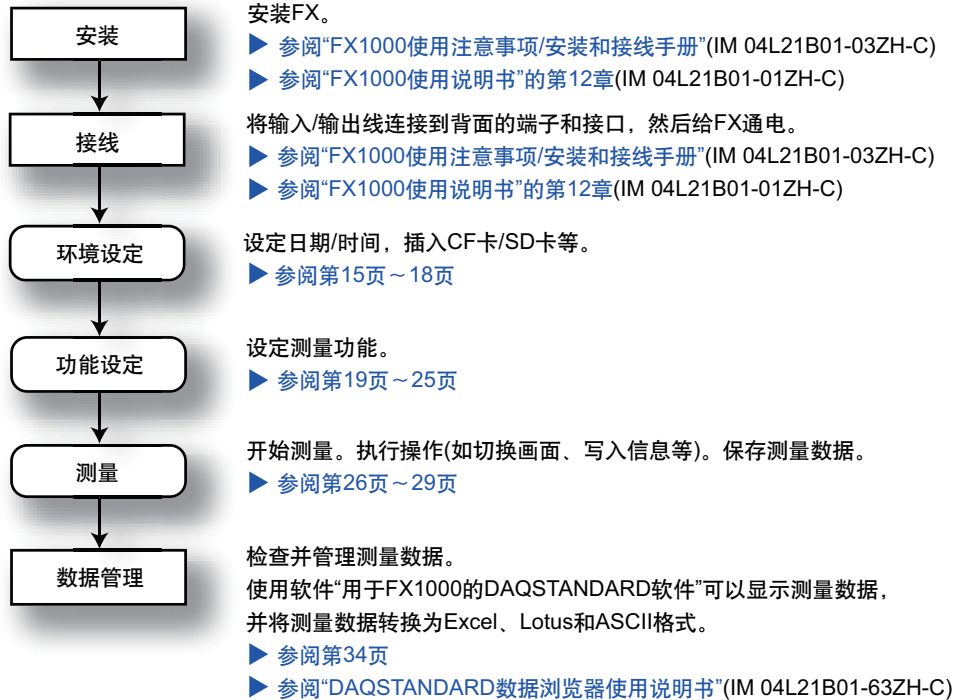 安装
安装FX。
▶ 参阅“FX1000使用注意事项/安装和接线手册”(IM 04L21B01-03ZH-C)
▶ 参阅“FX1000使用说明书”的第12章(IM 04L21B01-01ZH-C)
接线
将输入/输出线连接到背面的端子和接口，然后给FX通电。
▶ 参阅“FX1000使用注意事项/安装和接线手册”(IM 04L21B01-03ZH-C)
▶ 参阅“FX1000使用说明书”的第12章(IM 04L21B01-01ZH-C)
环境设定
设定日期/时间，插入CF卡/SD卡等。
▶ 参阅第15页～18页
功能设定
设定测量功能。
▶ 参阅第19页～25页
测量
开始测量。执行操作(如切换画面、写入信息等)。保存测量数据。
▶ 参阅第26页～29页
数据管理
检查并管理测量数据。
使用软件“用于FX1000的DAQSTANDARD软件”可以显示测量数据，
并将测量数据转换为Excel、Lotus和ASCII格式。
▶ 参阅第34页
▶ 参阅“DAQSTANDARD数据浏览器使用说明书”(IM 04L21B01-63ZH-C)